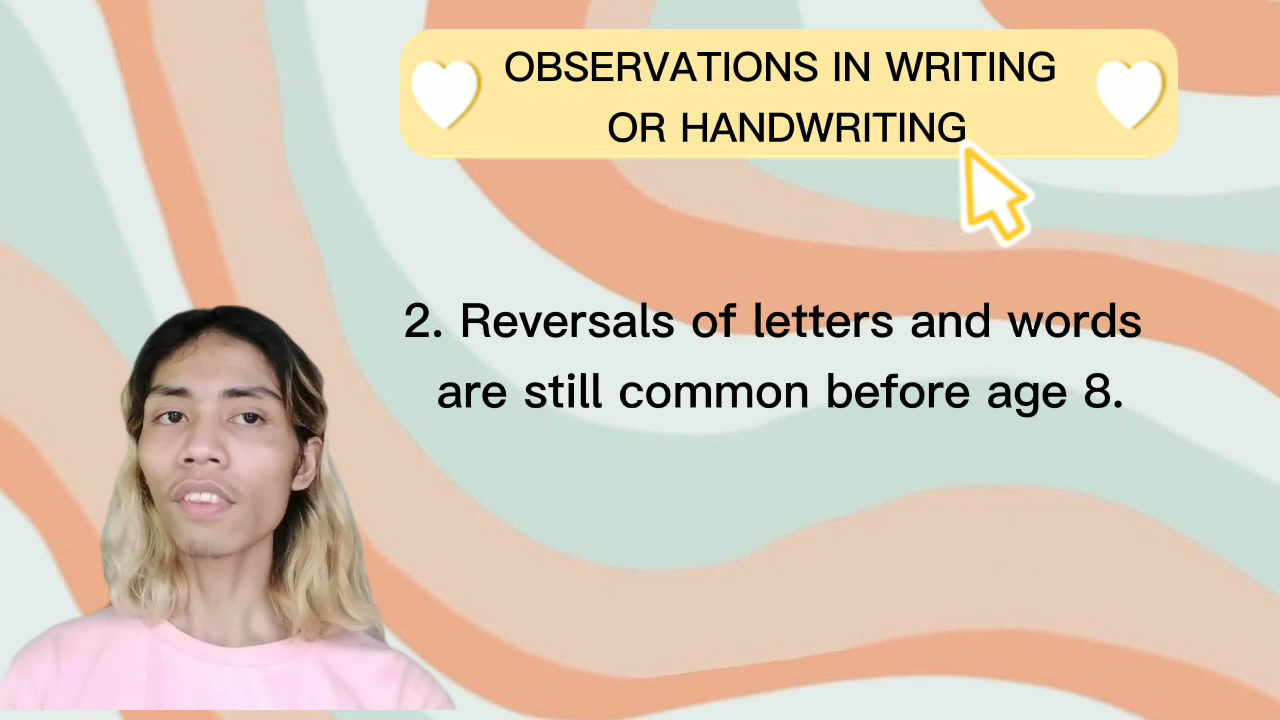 OBSERVATIONS IN WRITING
OR HANDWRITING
2. Reversals of letters and words
are still common before age 8.